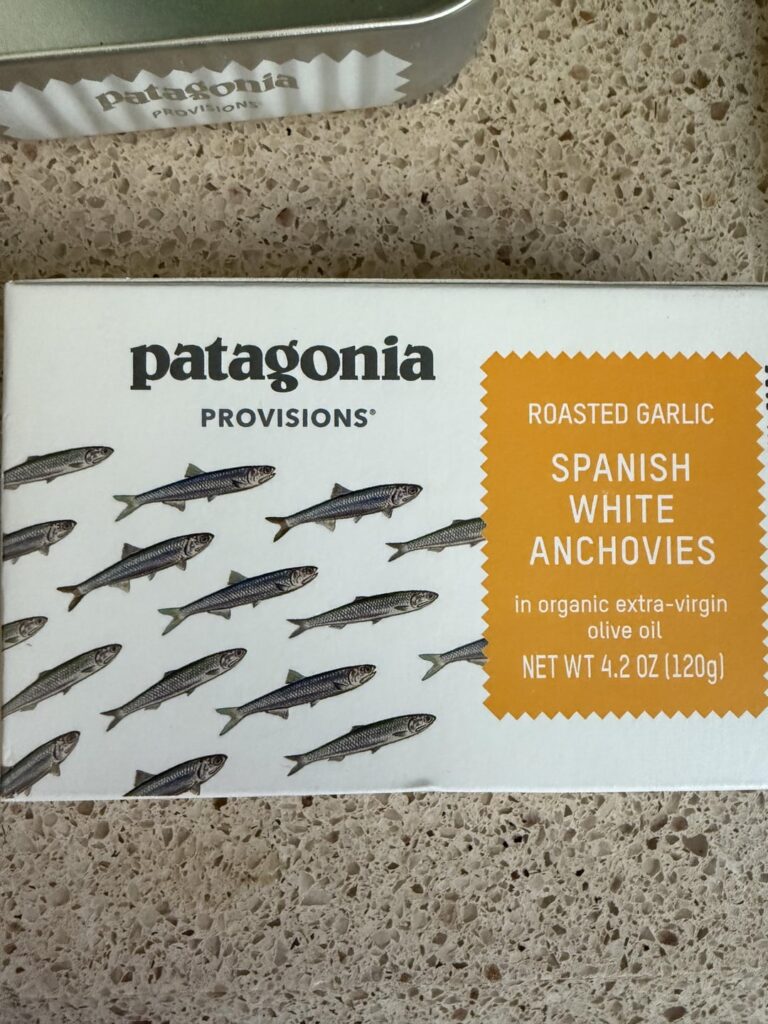 patagonia
PROVISIONS
patagonia
PROVISIONS®
ROASTED GARLIC
SPANISH
WHITE
ANCHOVIES
in organic extra-virgin
olive oil
NET WT 4.2 OZ (120g)